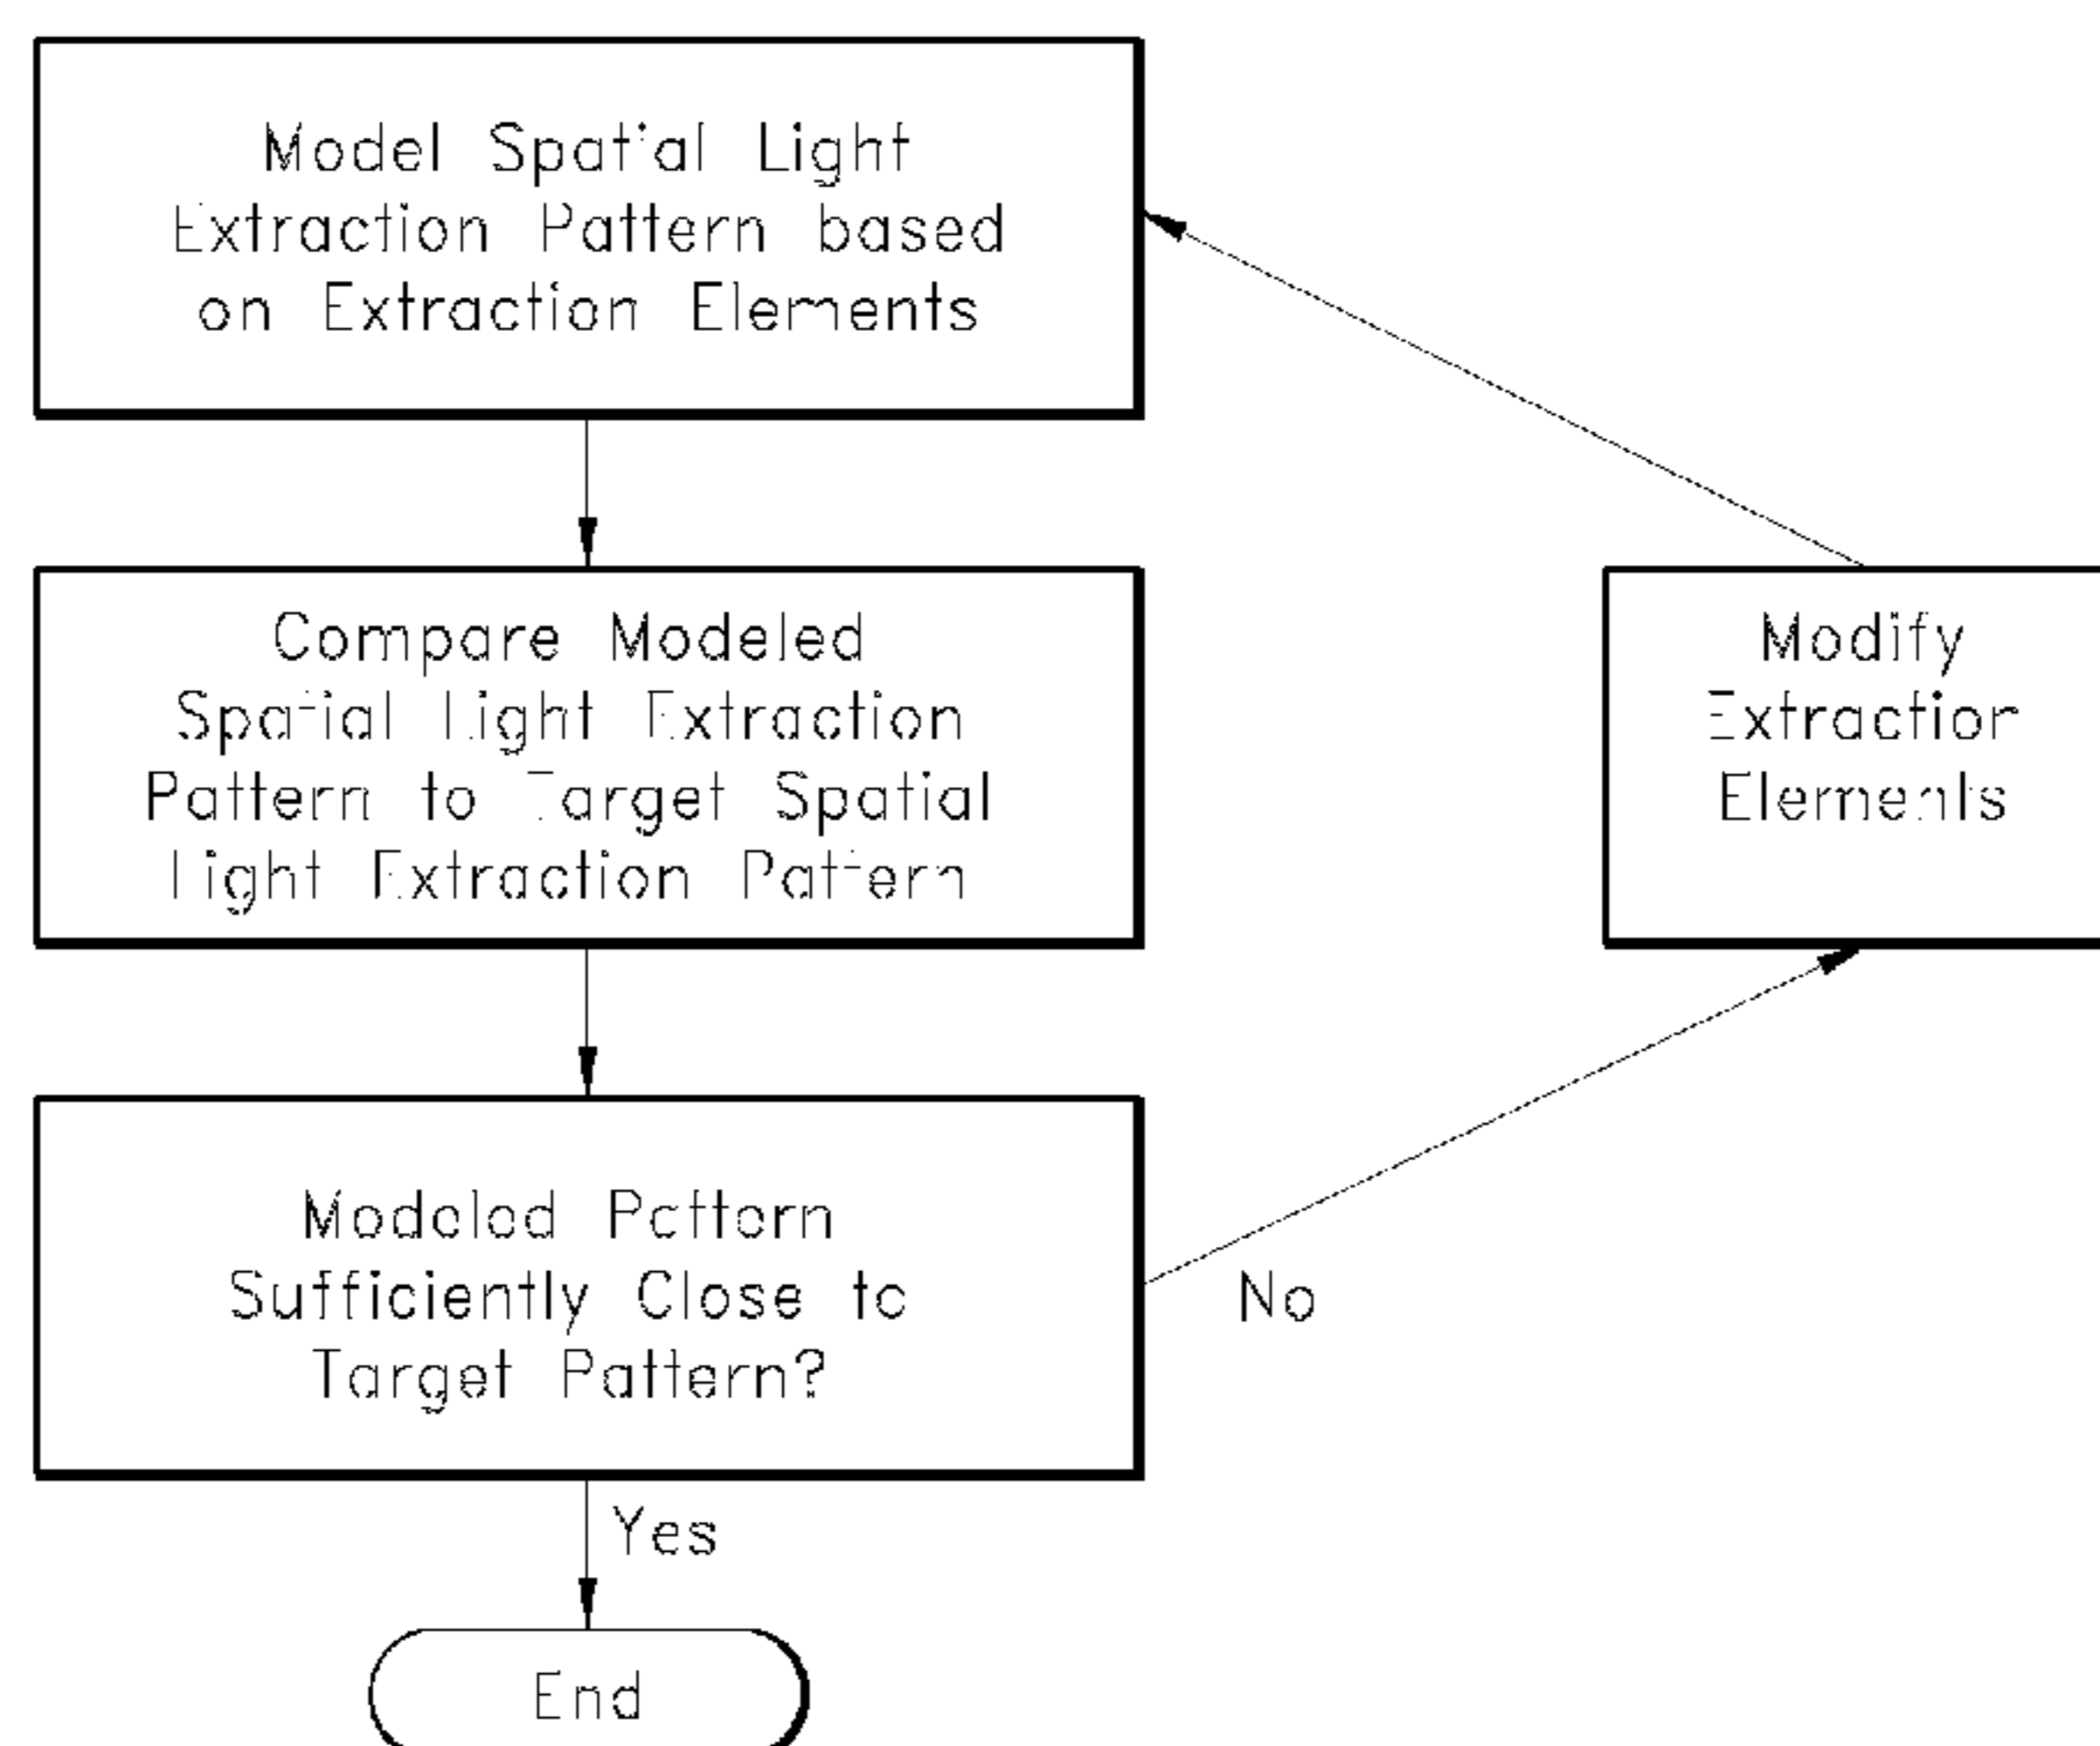 Model Spatial Light
Extraction Pattern based
on Extraction Elements
Compare Modeled
Spatial Light Extraction
Pattern to Target Spatial
Light Extraction Pattern
Modify
Extraction
Elements
Modeled Pattern
Sufficiently Close to
Target Pattern?
No
Yes
End